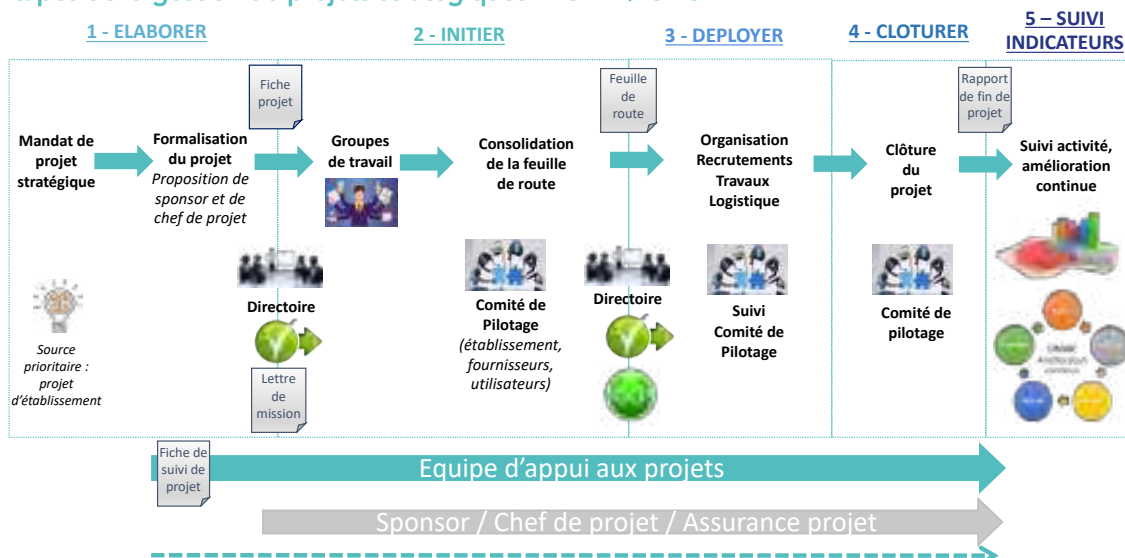 1 - ELABORER
2 - INITIER
3 - DEPLOYER
4 - CLOTURER
5 – SUIVI
INDICATEURS
Fiche
projet
Feuille
de
route
Rapport
de fin de
projet
Mandat de
projet
stratégique
Formalisation
du projet
Proposition de
sponsor et de
chef de projet
Groupes
de travail
Consolidation
de la feuille
de route
Organisation
Recrutements
Travaux
Logistique
Clôture
du
projet
Suivi activité,
amélioration
continue
Source
prioritaire :
projet
d’établissement
Directoire
Lettre
de
mission
Comité de
Pilotage
(établissement,
fournisseurs,
utilisateurs)
Directoire
Suivi
Comité de
Pilotage
Comité de
pilotage
Fiche de
suivi de
projet
Equipe d’appui aux projets
Sponsor / Chef de projet / Assurance projet